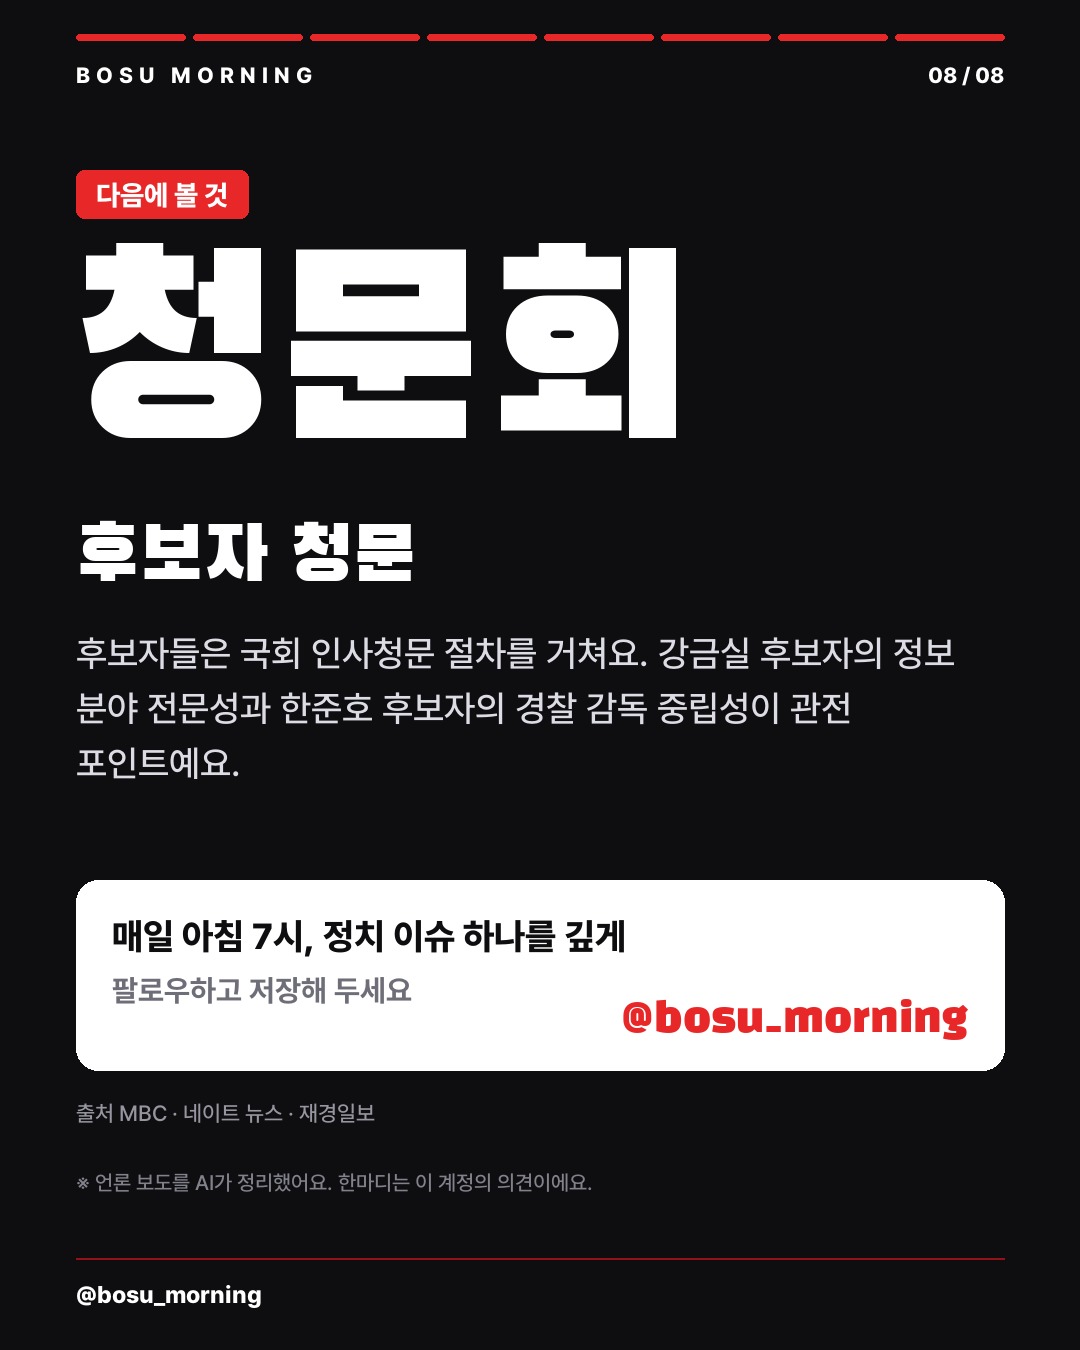 BOSU MORNING
08 / 08
다음에 볼 것
청문회
후보자 청문
후보자들은 국회 인사청문 절차를 거쳐요. 강금실 후보자의 정보
분야 전문성과 한준호 후보자의 경찰 감독 중립성이 관전
포인트예요.
매일 아침 7시, 정치 이슈 하나를 깊게
팔로우하고 저장해 두세요
@bosu_morning
출처 MBC · 네이트 뉴스 · 재경일보
※ 언론 보도를 AI가 정리했어요. 한마디는 이 계정의 의견이에요.
@bosu_morning